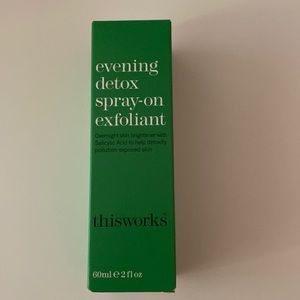 evening
detox
spray-on
exfoliant
Overnight skin brightener with
Salicylic Acid to help detoxify
pollution exposed skin
thisworks
60ml e 2 fl oz